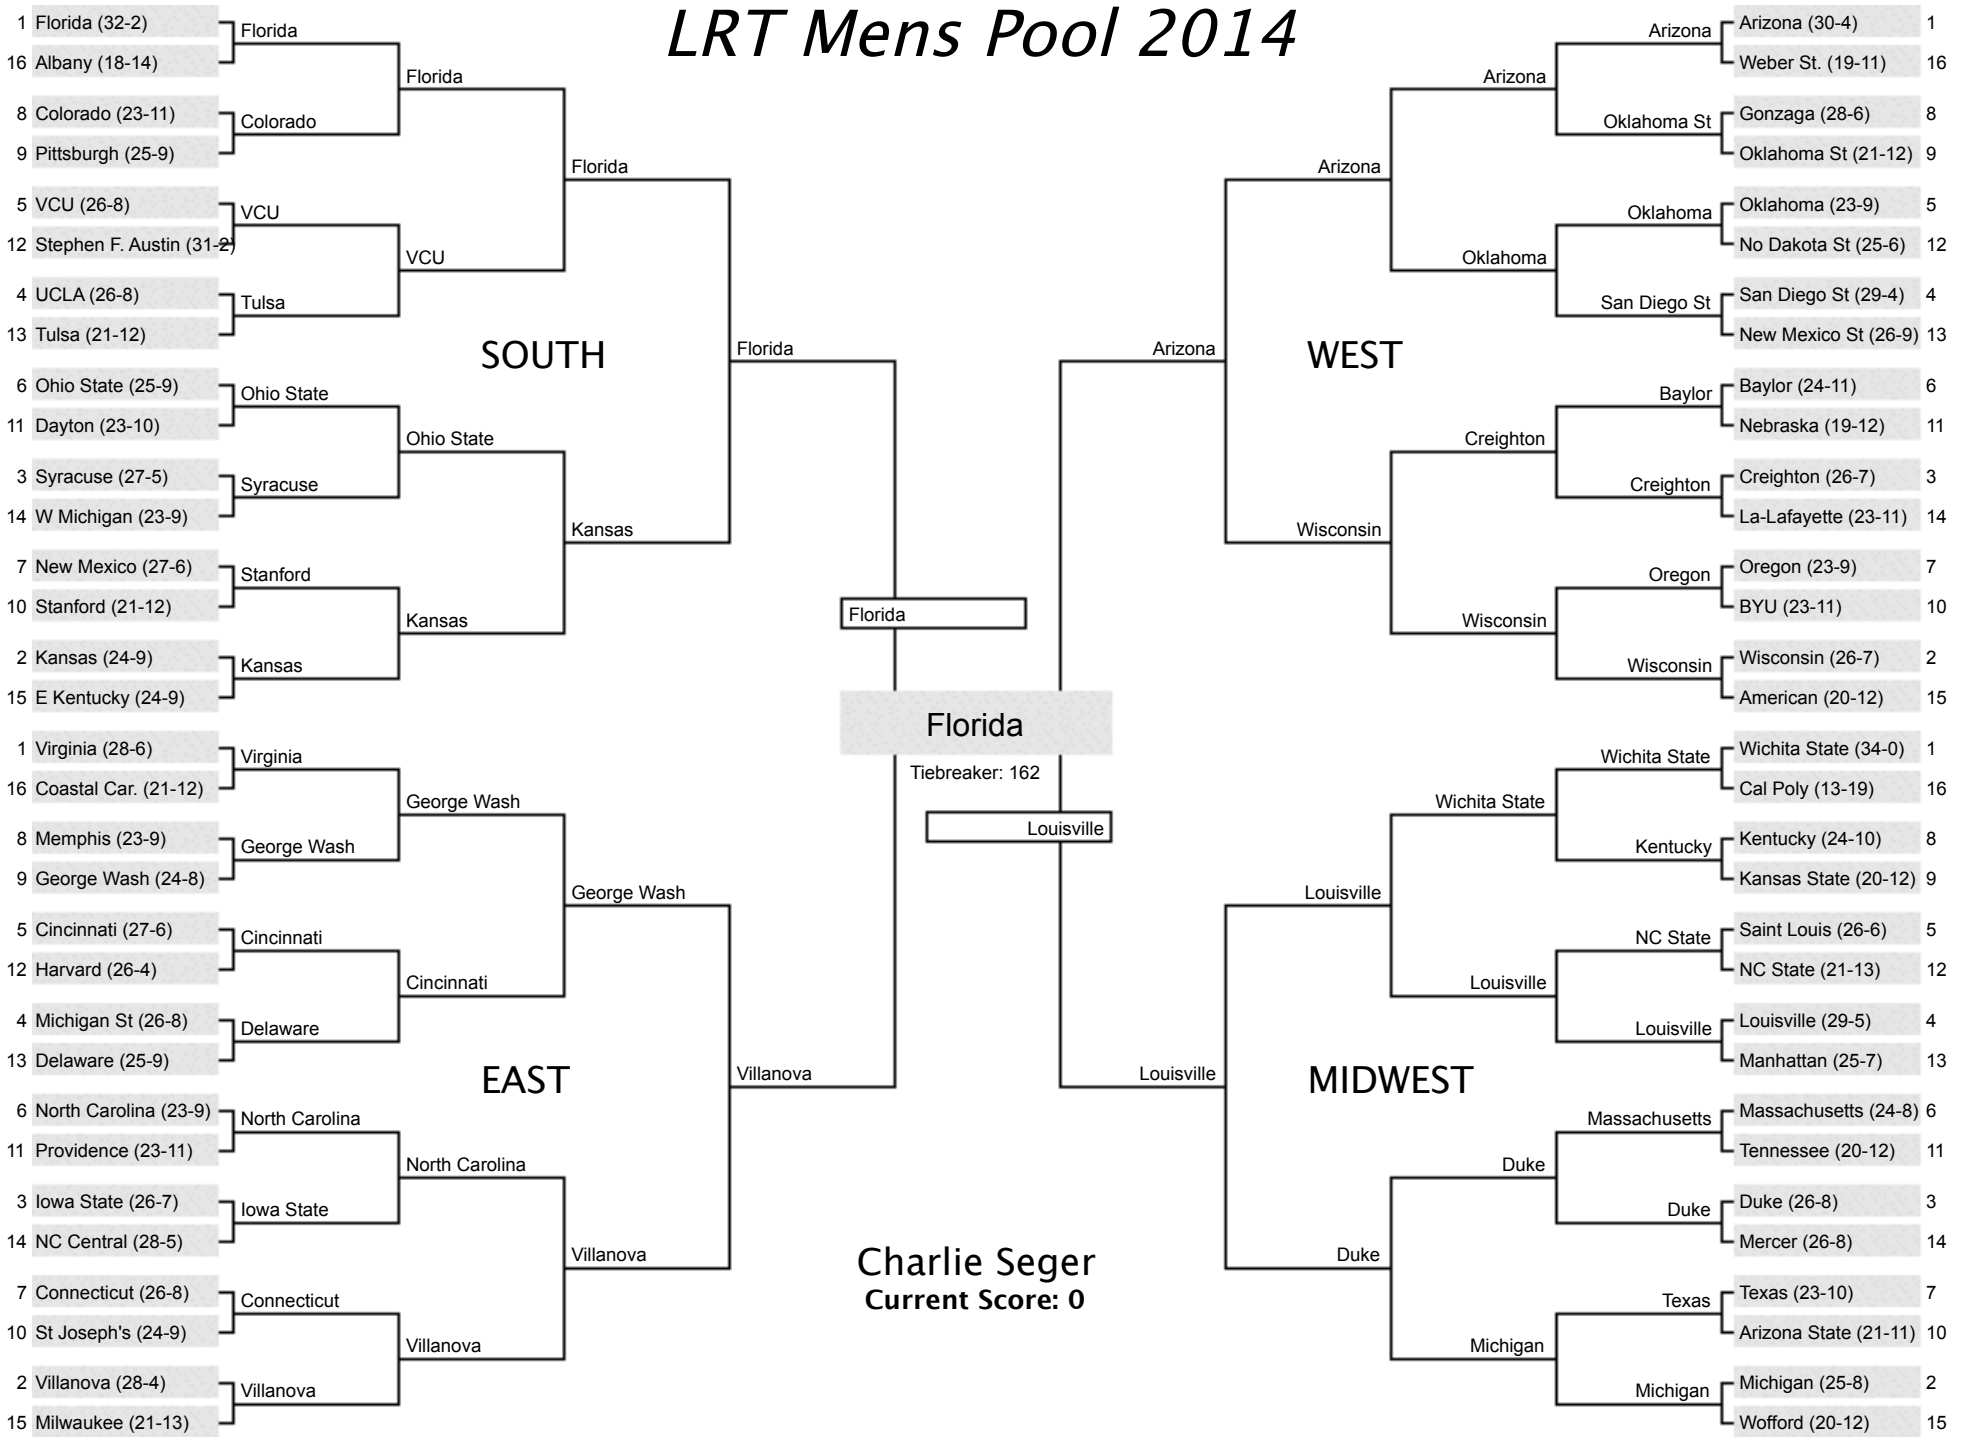 LRT Mens Pool 2014
1 Florida (32-2)
16 Albany (18-14)
8 Colorado (23-11)
9 Pittsburgh (25-9)
5 VCU (26-8)
12 Stephen F. Austin (31-2)
4 UCLA (26-8)
13 Tulsa (21-12)
6 Ohio State (25-9)
11 Dayton (23-10)
3 Syracuse (27-5)
14 W Michigan (23-9)
7 New Mexico (27-6)
10 Stanford (21-12)
2 Kansas (24-9)
15 E Kentucky (24-9)
Florida
Colorado
VCU
Tulsa
Ohio State
Syracuse
Stanford
Kansas
Florida
VCU
Ohio State
Kansas
Florida
Kansas
SOUTH
Florida
1 Virginia (28-6)
16 Coastal Car. (21-12)
8 Memphis (23-9)
9 George Wash (24-8)
5 Cincinnati (27-6)
12 Harvard (26-4)
4 Michigan St (26-8)
13 Delaware (25-9)
6 North Carolina (23-9)
11 Providence (23-11)
3 Iowa State (26-7)
14 NC Central (28-5)
7 Connecticut (26-8)
10 St Joseph's (24-9)
2 Villanova (28-4)
15 Milwaukee (21-13)
Virginia
George Wash
Cincinnati
Delaware
North Carolina
Iowa State
Connecticut
Villanova
George Wash
Cincinnati
North Carolina
Villanova
George Wash
Villanova
EAST
Villanova
Florida
Florida
Tiebreaker: 162
Louisville
Charlie Seger
Current Score: 0
Arizona
WEST
Arizona
Wisconsin
Arizona
Oklahoma
Creighton
Wisconsin
Arizona
Oklahoma St
Oklahoma
San Diego St
Baylor
Creighton
Oregon
Wisconsin
Arizona (30-4) 1
Weber St. (19-11) 16
Gonzaga (28-6) 8
Oklahoma St (21-12) 9
Oklahoma (23-9) 5
No Dakota St (25-6) 12
San Diego St (29-4) 4
New Mexico St (26-9) 13
Baylor (24-11) 6
Nebraska (19-12) 11
Creighton (26-7) 3
La-Lafayette (23-11) 14
Oregon (23-9) 7
BYU (23-11) 10
Wisconsin (26-7) 2
American (20-12) 15
Louisville
MIDWEST
Louisville
Duke
Wichita State
Louisville
Duke
Michigan
Wichita State
Kentucky
NC State
Louisville
Massachusetts
Duke
Texas
Michigan
Wichita State (34-0) 1
Cal Poly (13-19) 16
Kentucky (24-10) 8
Kansas State (20-12) 9
Saint Louis (26-6) 5
NC State (21-13) 12
Louisville (29-5) 4
Manhattan (25-7) 13
Massachusetts (24-8) 6
Tennessee (20-12) 11
Duke (26-8) 3
Mercer (26-8) 14
Texas (23-10) 7
Arizona State (21-11) 10
Michigan (25-8) 2
Wofford (20-12) 15